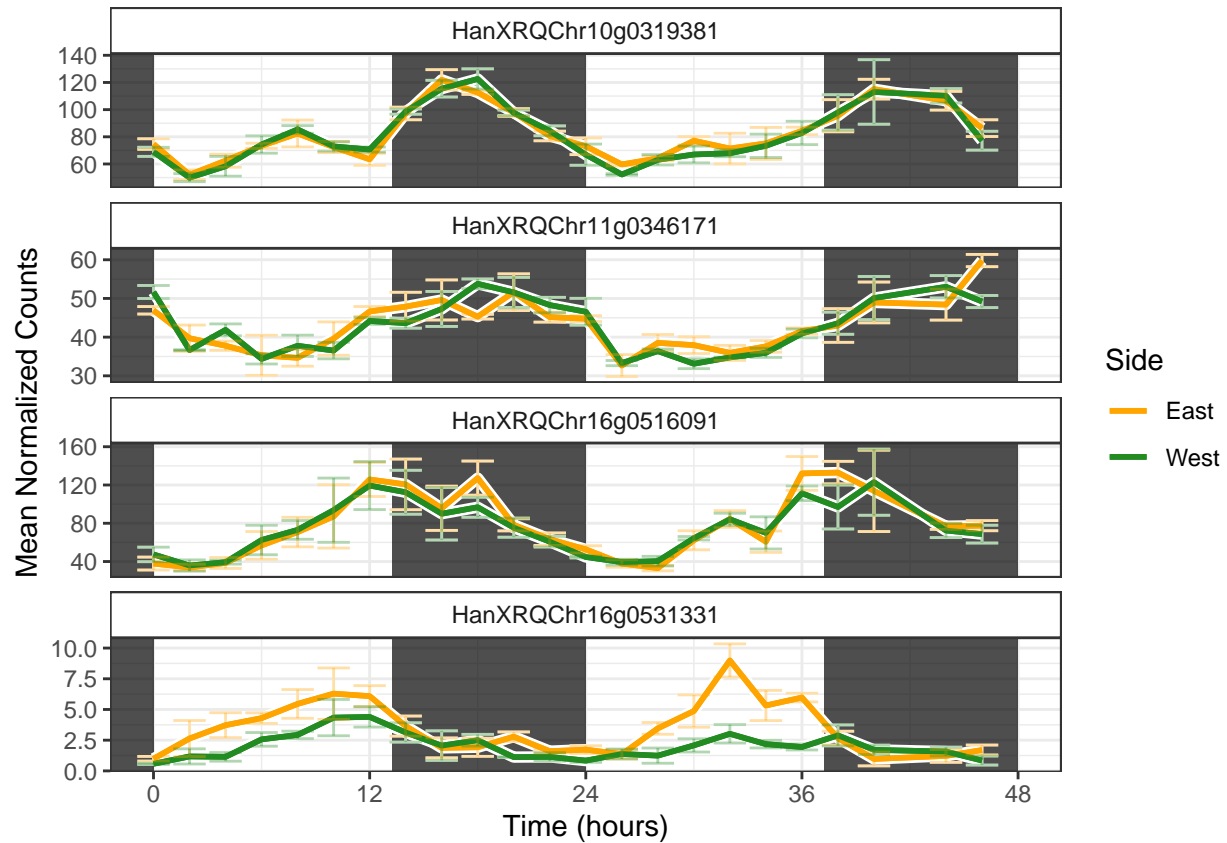 HanXRQChr10g0319381
140
120
100
80
60
HanXRQChr11g0346171
60
50
40
30
HanXRQChr16g0516091
160
120
80
40
HanXRQChr16g0531331
10.0
7.5
5.0
2.5
0.0
0 12 24 36 48
Time (hours)
Mean Normalized Counts
Side
East
West